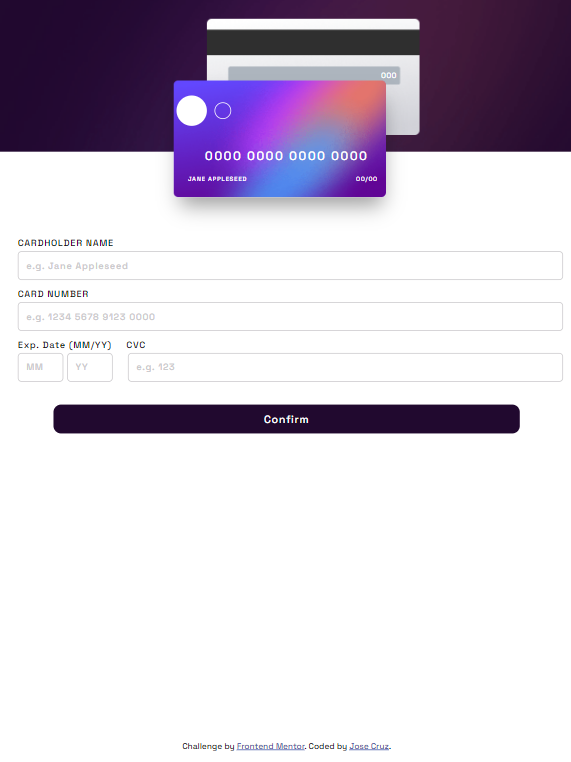 000
0000 0000 0000 0000
JANE APPLESEED 00/00
CARDHOLDER NAME
e.g. Jane Appleseed
CARD NUMBER
e.g. 1234 5678 9123 0000
Exp. Date (MM/YY) CVC
MM YY e.g. 123
Confirm
Challenge by Frontend Mentor. Coded by Jose Cruz.